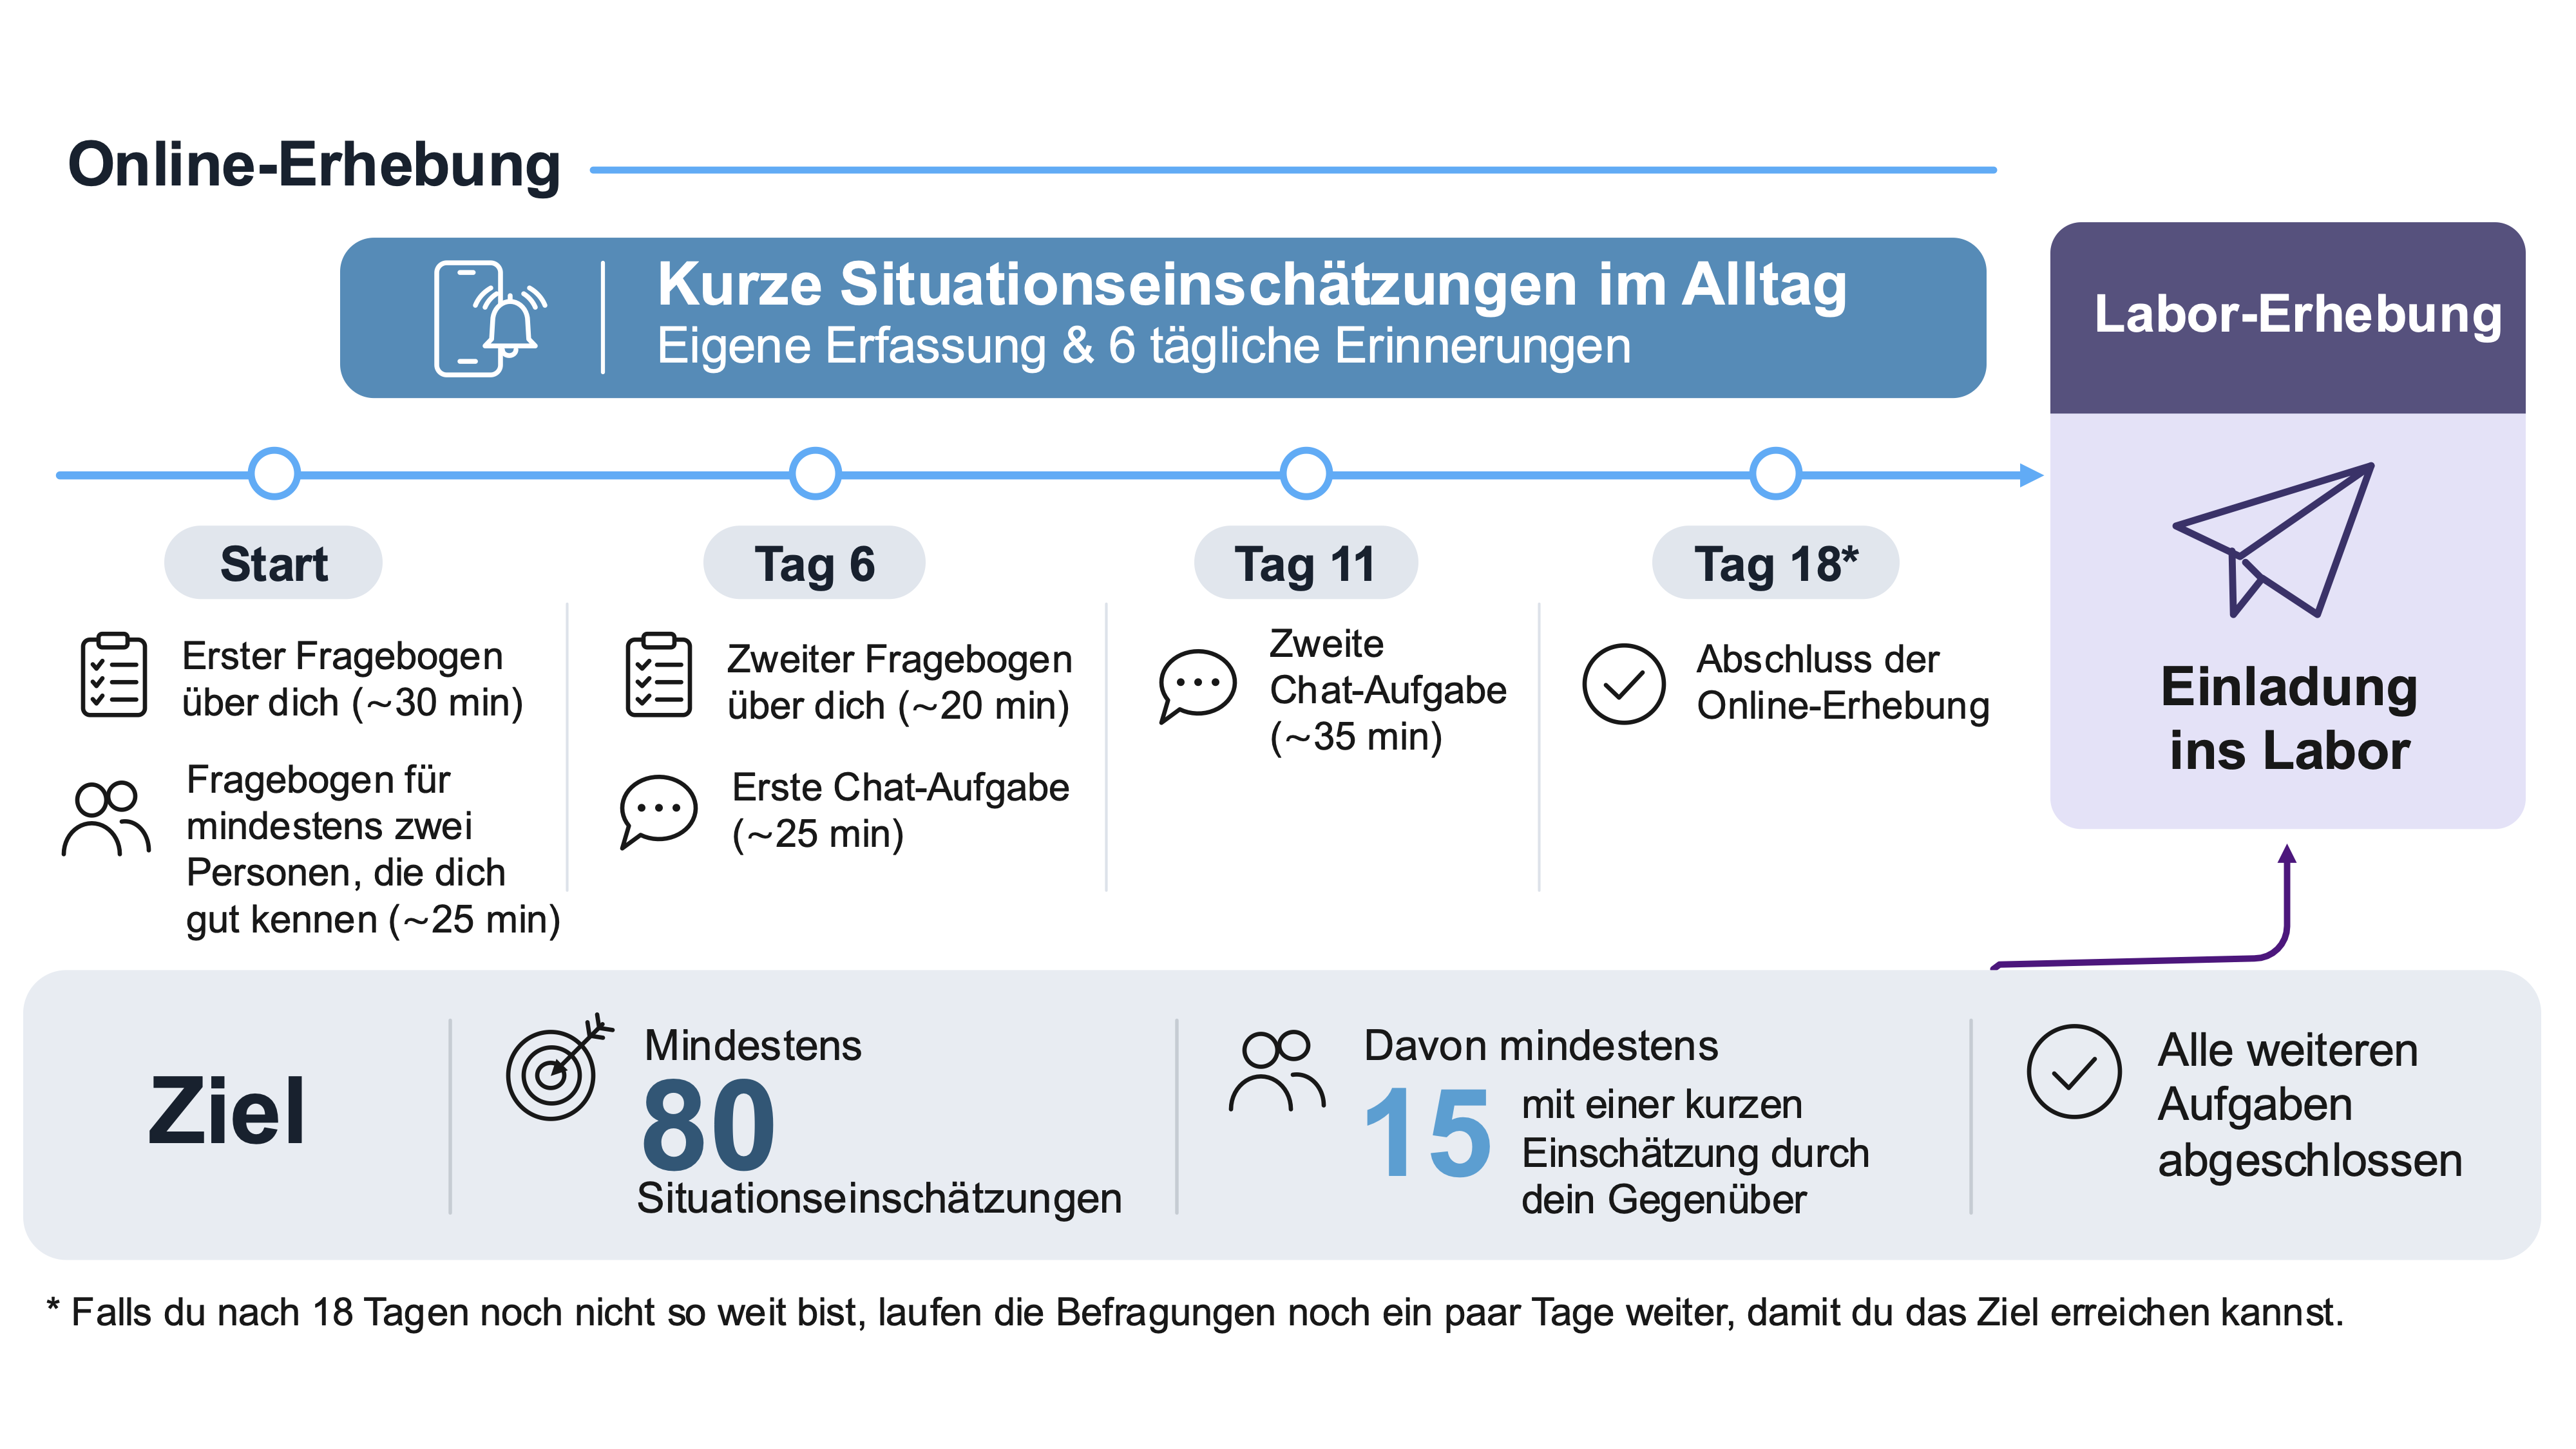 Online-Erhebung
Kurze Situationseinschätzungen im Alltag
Eigene Erfassung & 6 tägliche Erinnerungen
Labor-Erhebung
Einladung
ins Labor
Start
Erster Fragebogen
über dich (~30 min)
Fragebogen für
mindestens zwei
Personen, die dich
gut kennen (~25 min)
Tag 6
Zweiter Fragebogen
über dich (~20 min)
Erste Chat-Aufgabe
(~25 min)
Tag 11
Zweite
Chat-Aufgabe
(~35 min)
Tag 18*
Abschluss der
Online-Erhebung
Ziel
Mindestens
80
Situationseinschätzungen
Davon mindestens
15
mit einer kurzen
Einschätzung durch
dein Gegenüber
Alle weiteren
Aufgaben
abgeschlossen
* Falls du nach 18 Tagen noch nicht so weit bist, laufen die Befragungen noch ein paar Tage weiter, damit du das Ziel erreichen kannst.